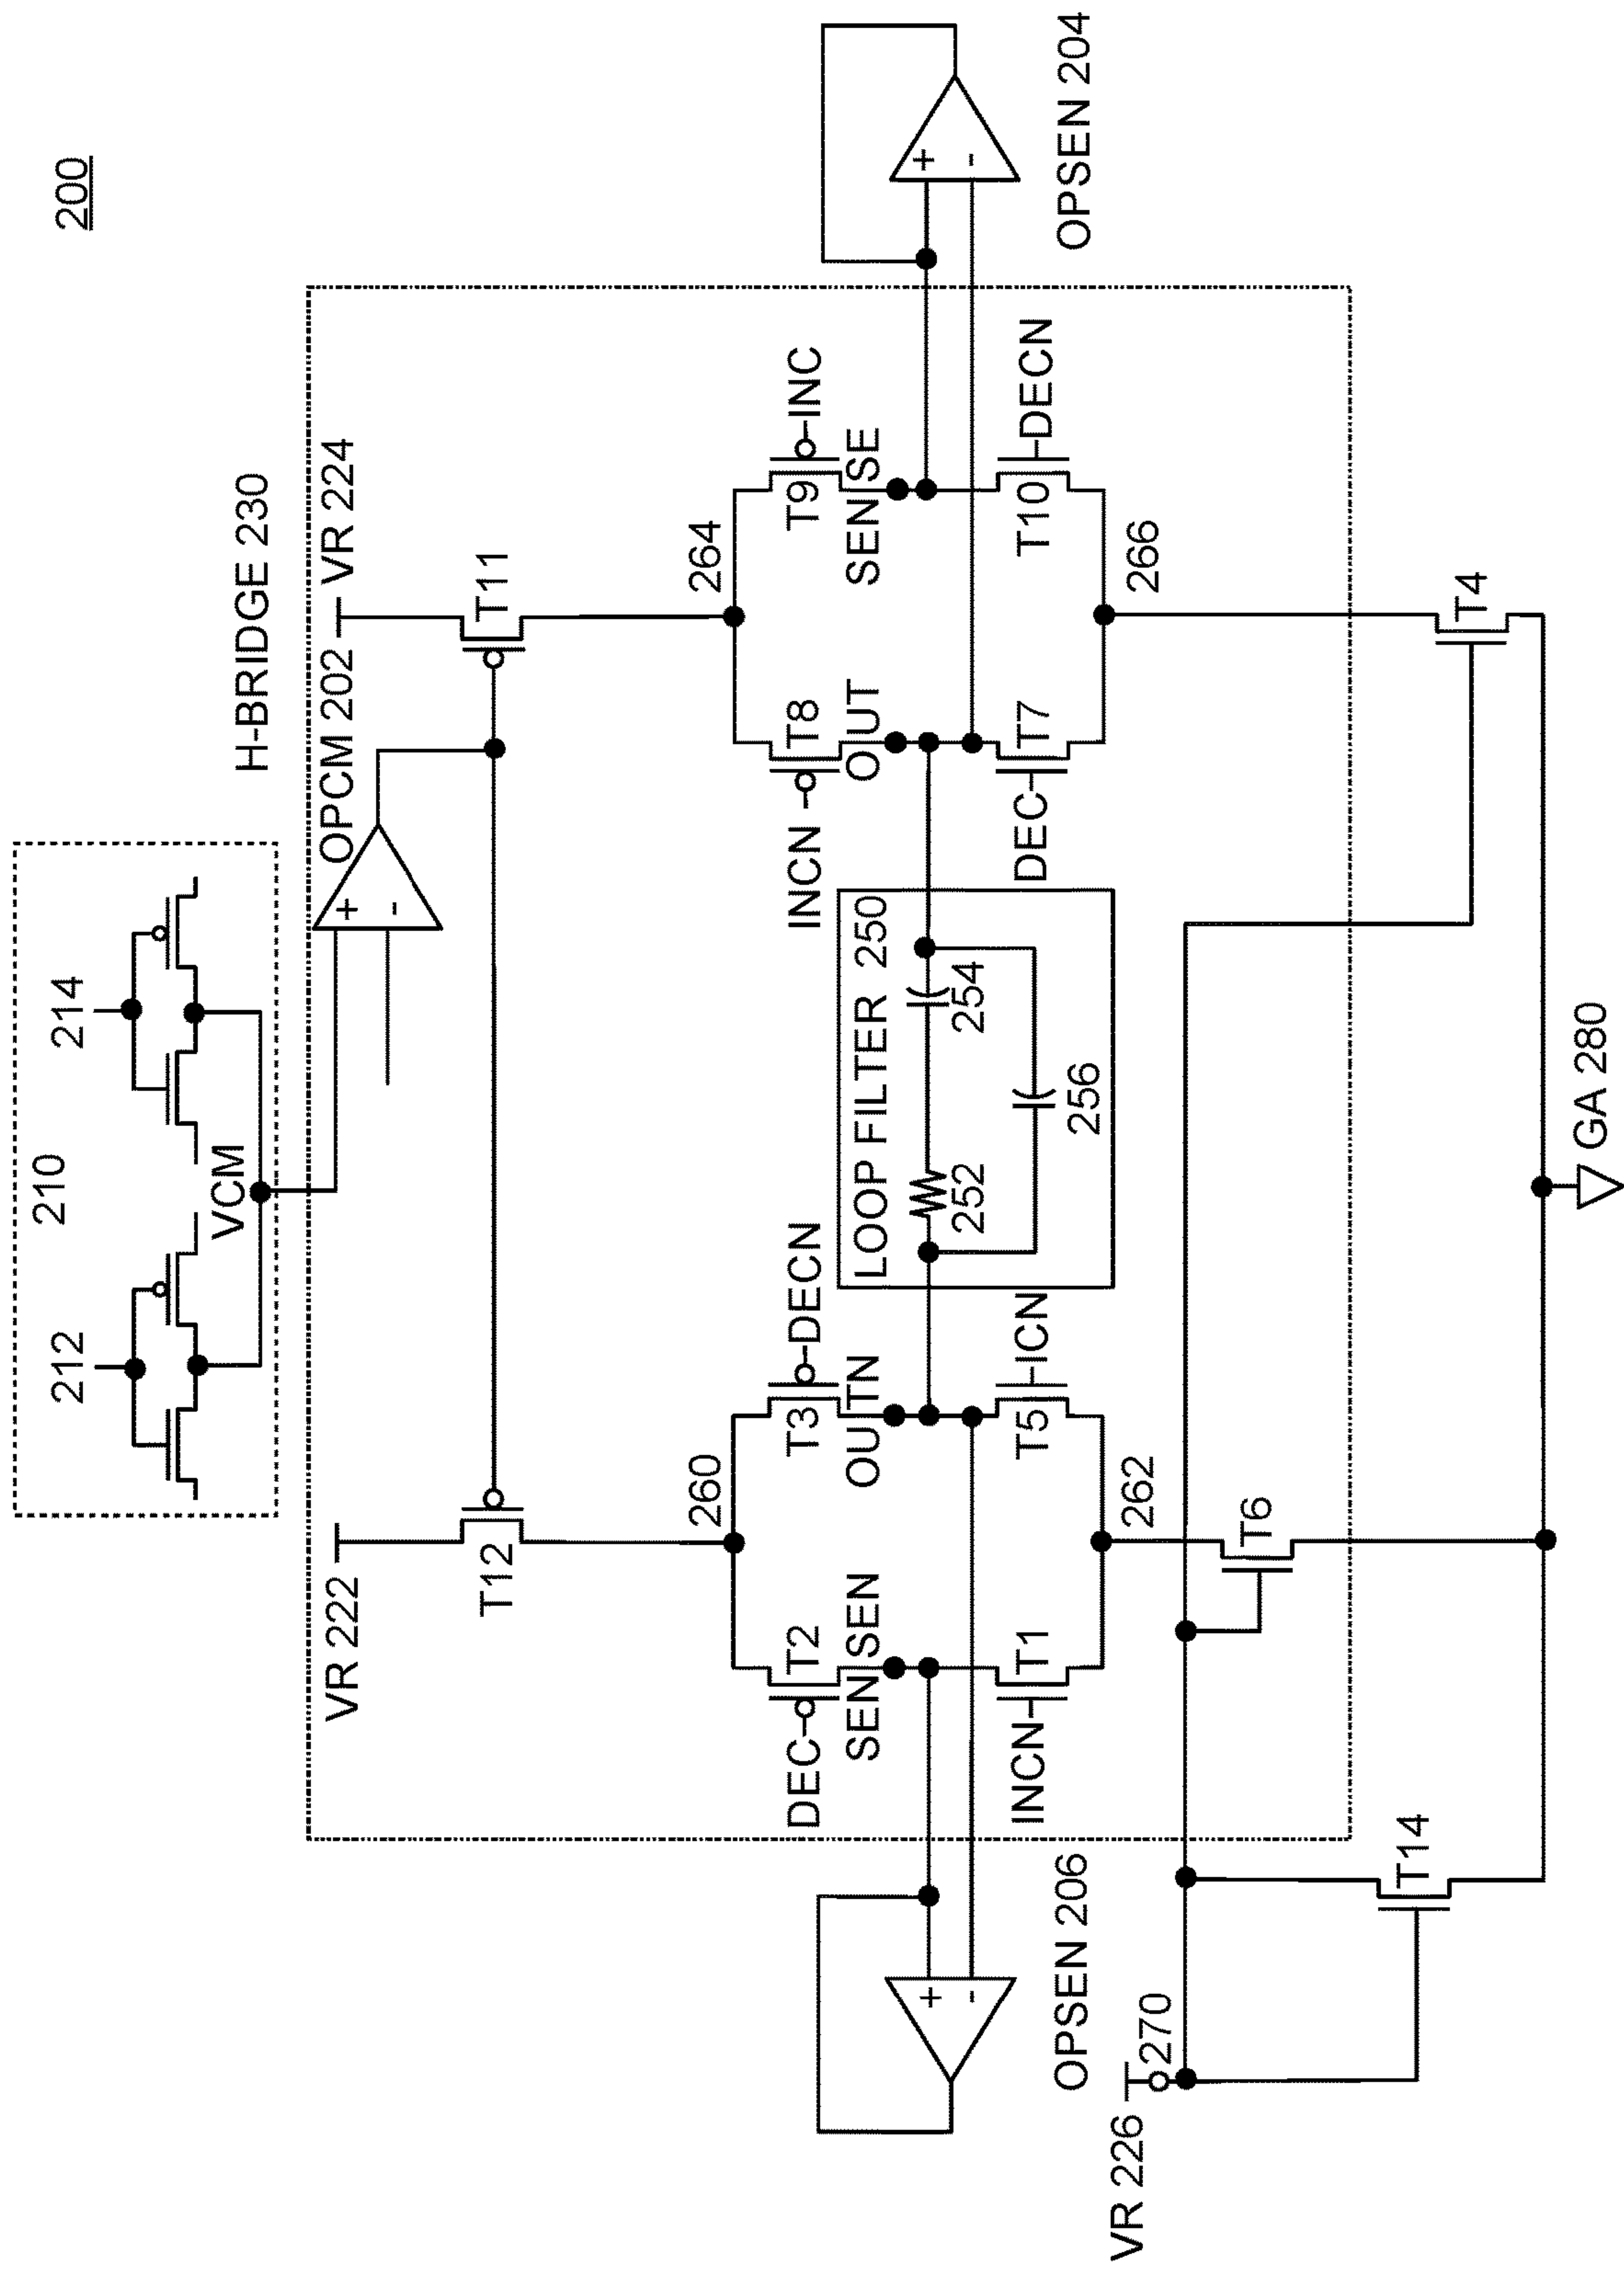 200
210
212
214
VCM
H-BRIDGE 230
VR 222
OPCM 202
VR 224
+
-
T12
T11
260
264
DEC
T2
T3
DECN
INCN
T8
T9
INC
SEN SEN
OUTN
OUT
SEN SE
LOOP FILTER 250
252
254
256
+
-
+
-
OPSEN 206
OPSEN 204
INCN
T1
T5
ICN
DEC
T7
T10
DECN
262
266
VR 226
270
T6
T14
T4
GA 280